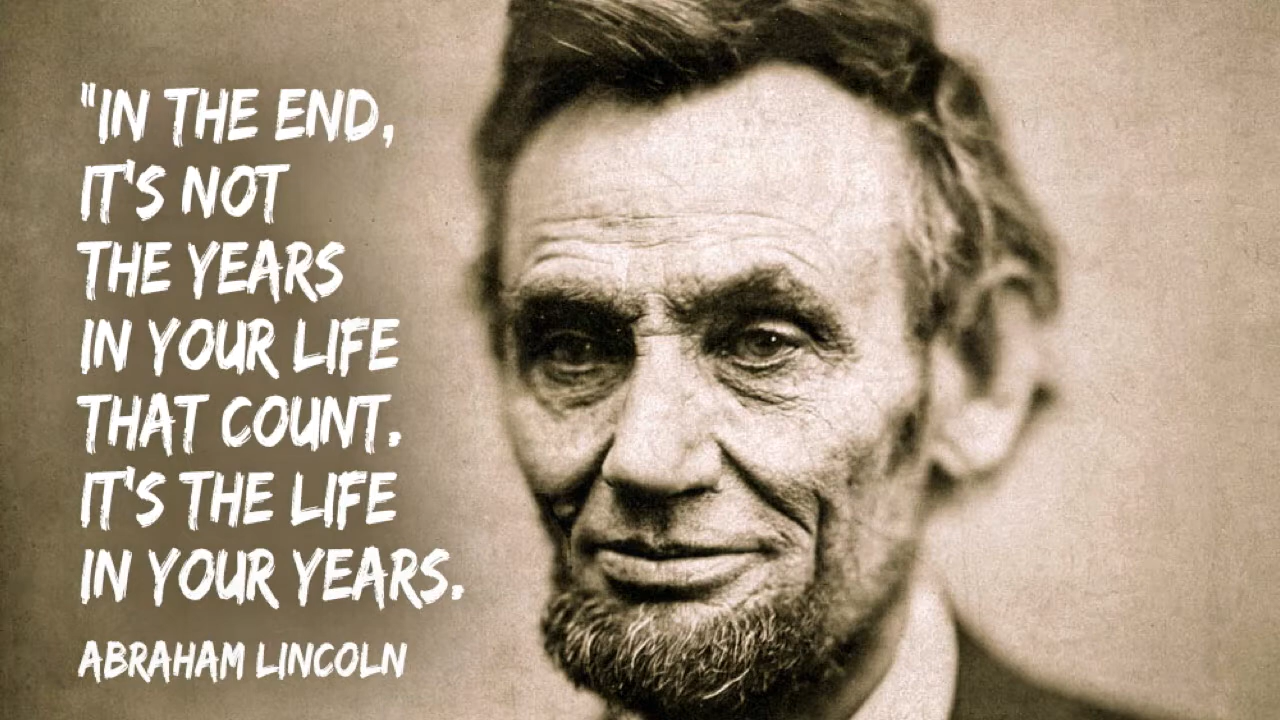 "IN THE END,
IT'S NOT
THE YEARS
IN YOUR LIFE
THAT COUNT.
IT'S THE LIFE
IN YOUR YEARS.
ABRAHAM LINCOLN